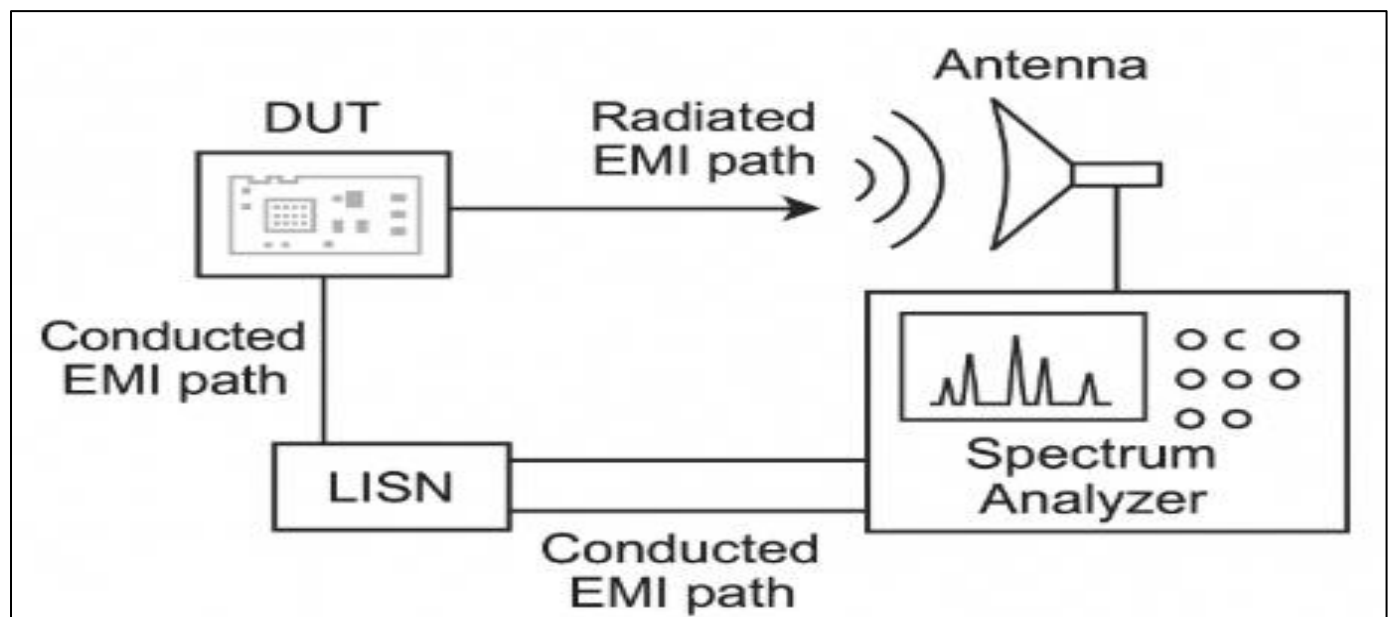 Antenna
DUT
Radiated
EMI path
Conducted
EMI path
LISN
Spectrum
Analyzer
Conducted
EMI path